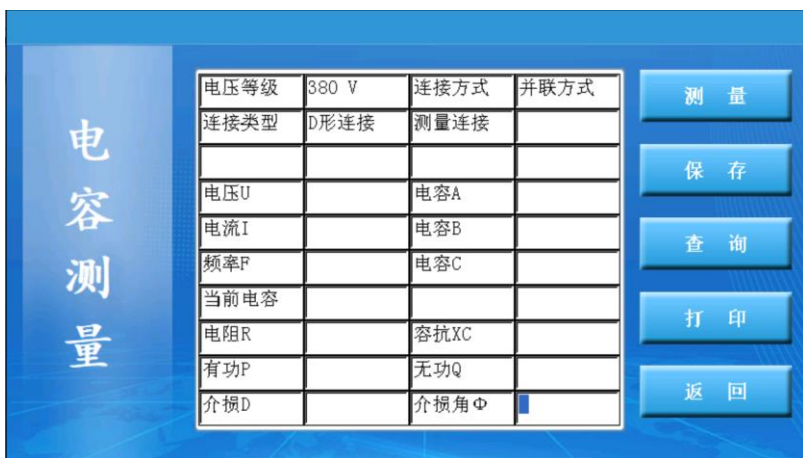 电容测量
电压等级 380 V 连接方式 并联方式
连接类型 D形连接 测量连接
电压U 电容A
电流I 电容B
频率F 电容C
当前电容
电阻R 容抗XC
有功P 无功Q
介损D 介损角Φ
测 量
保 存
查 询
打 印
返 回